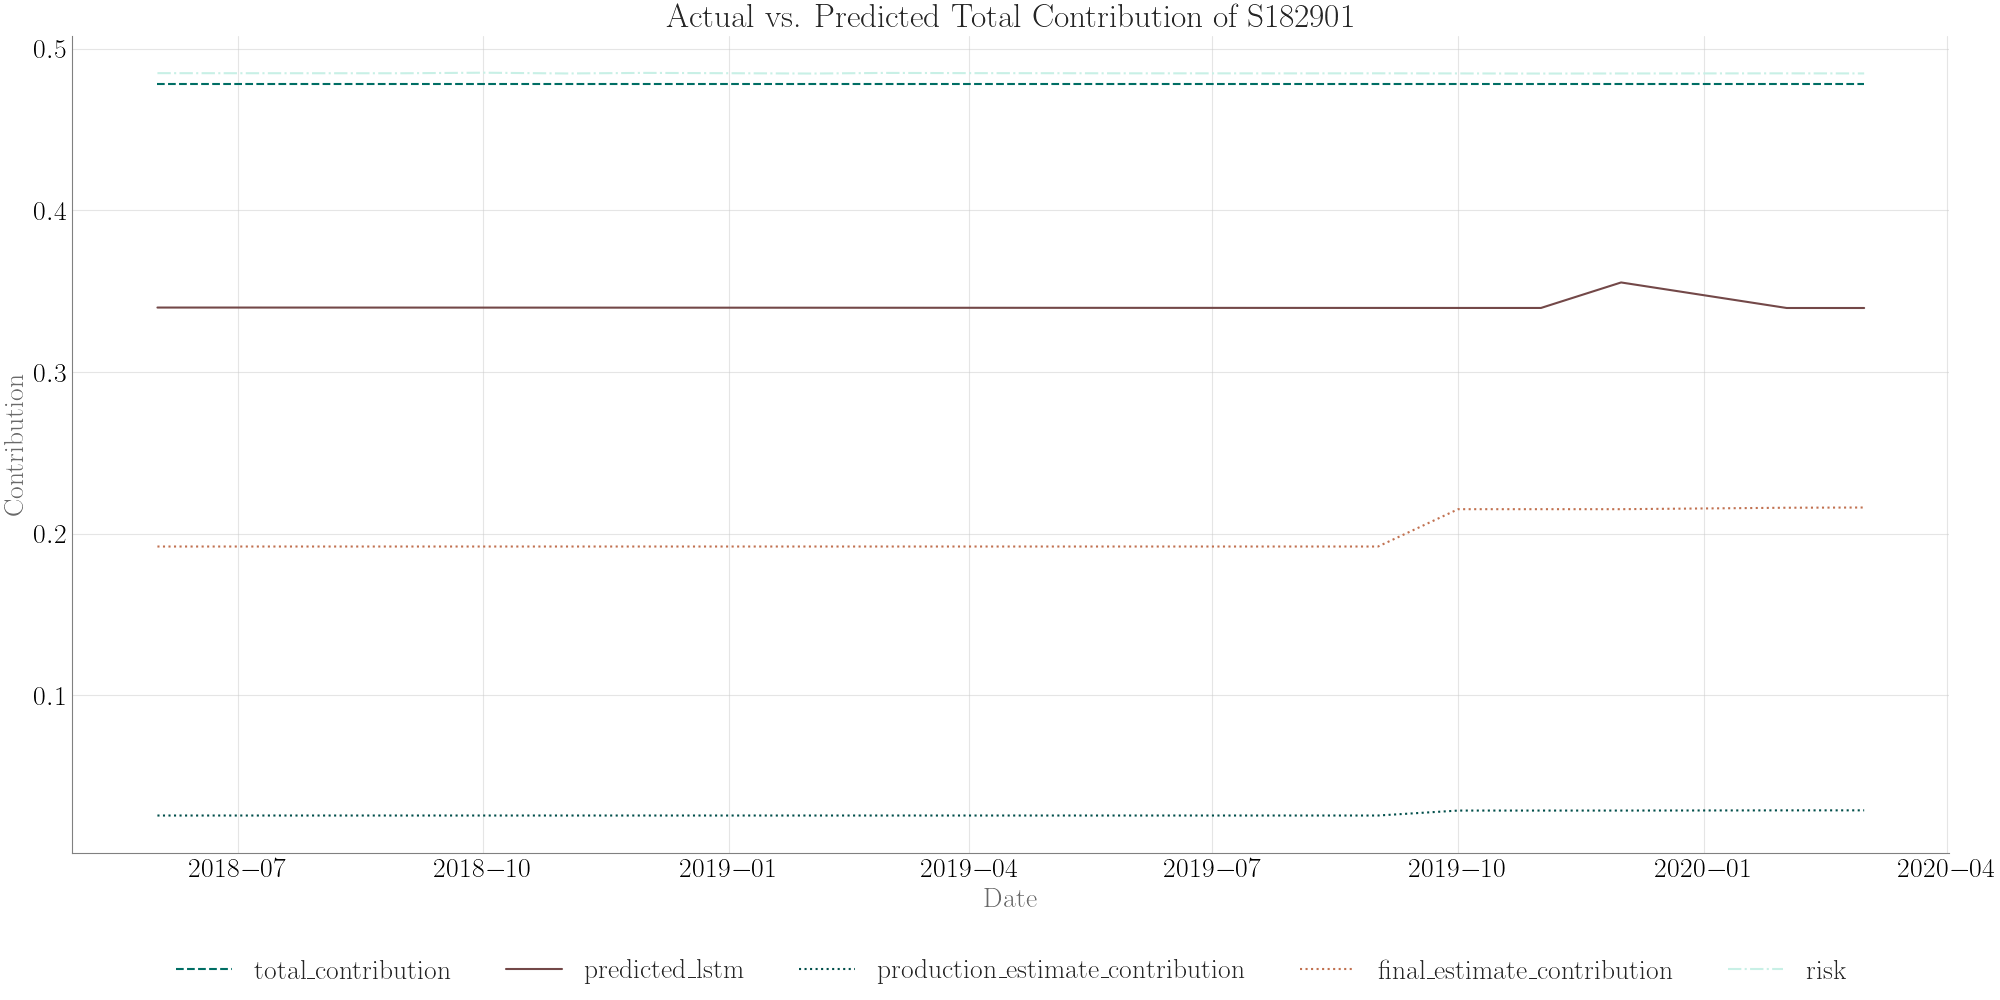 Actual vs. Predicted Total Contribution of S182901
0.5
0.4
0.3
0.2
0.1
Contribution
2018−07 2018−10 2019−01 2019−04 2019−07 2019−10 2020−01 2020−04
Date
total_contribution predicted_lstm production_estimate_contribution final_estimate_contribution risk